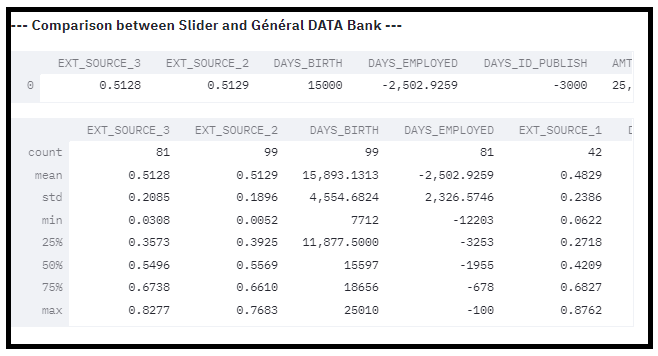 --- Comparison between Slider and Général DATA Bank ---
EXT_SOURCE_3 EXT_SOURCE_2 DAYS_BIRTH DAYS_EMPLOYED DAYS_ID_PUBLISH AMT
0 0.5128 0.5129 15000 -2,502.9259 -3000 25,
EXT_SOURCE_3 EXT_SOURCE_2 DAYS_BIRTH DAYS_EMPLOYED EXT_SOURCE_1
count 81 99 99 81 42
mean 0.5128 0.5129 15,893.1313 -2,502.9259 0.4829
std 0.2085 0.1896 4,554.6824 2,326.5746 0.2386
min 0.0308 0.0052 7712 -12203 0.0622
25% 0.3573 0.3925 11,877.5000 -3253 0.2718
50% 0.5496 0.5569 15597 -1955 0.4209
75% 0.6738 0.6610 18656 -678 0.6827
max 0.8277 0.7683 25010 -100 0.8762